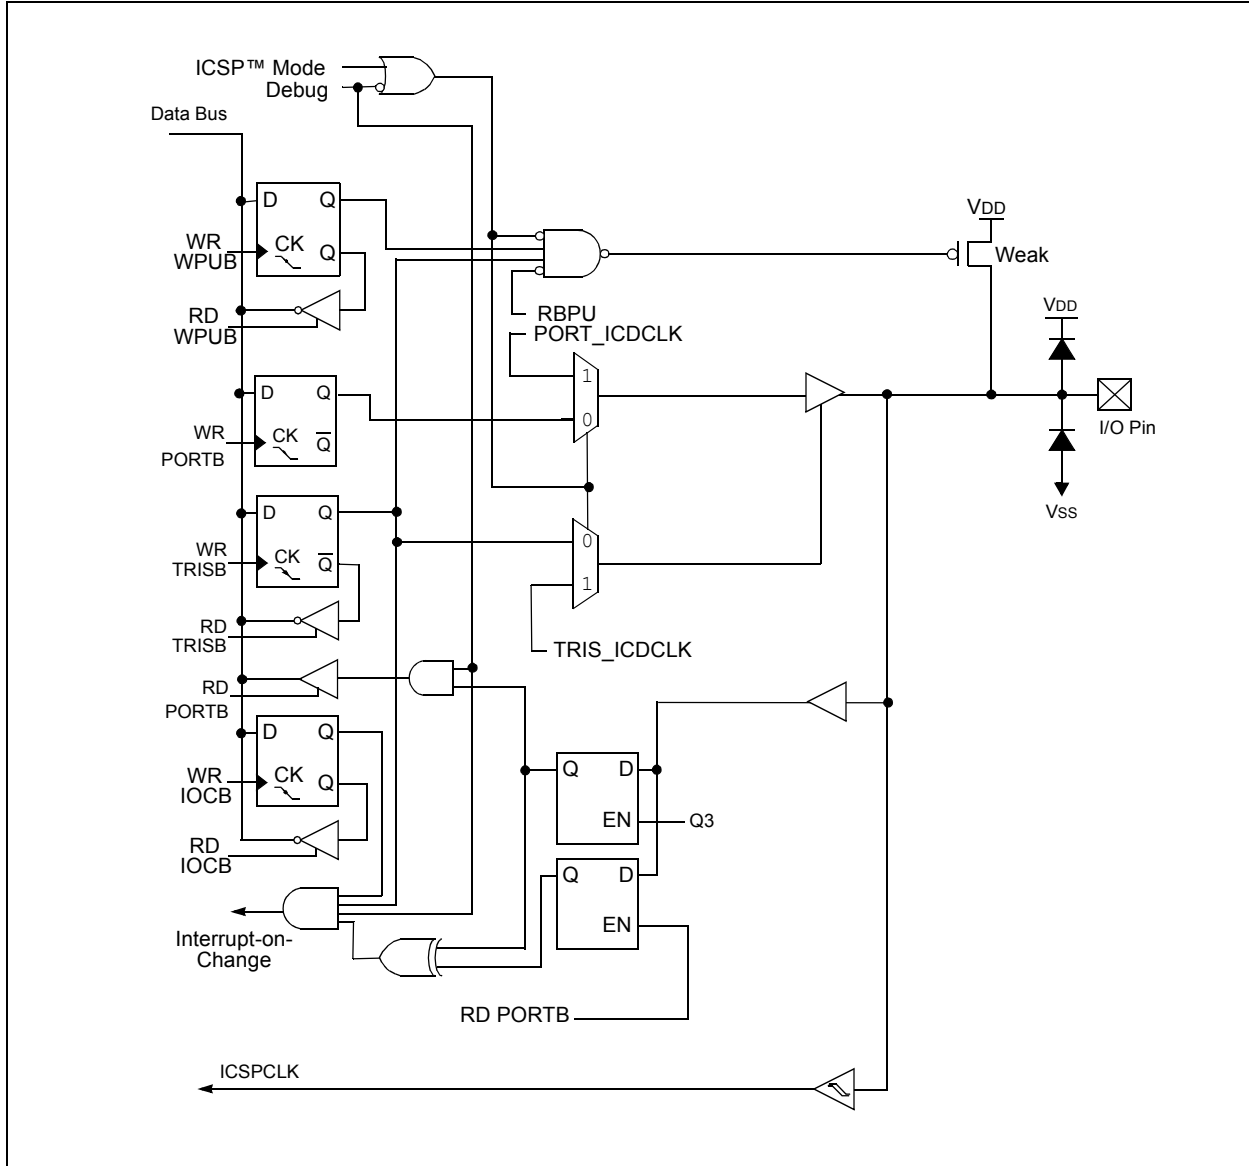 ICSP™ Mode
Debug
Data Bus
D Q
WR
WPUB
CK Q
RD
WPUB
VDD
Weak
RBPU
PORT_ICDCLK
1
0
VDD
I/O Pin
VSS
D Q
WR
PORTB
CK Q̅
D Q
WR
TRISB
CK Q̅
0
1
RD
TRISB
TRIS_ICDCLK
RD
PORTB
D Q
WR
IOCB
CK Q
RD
IOCB
Q D
EN
Q3
Q D
EN
Interrupt-on-
Change
RD PORTB
ICSPCLK